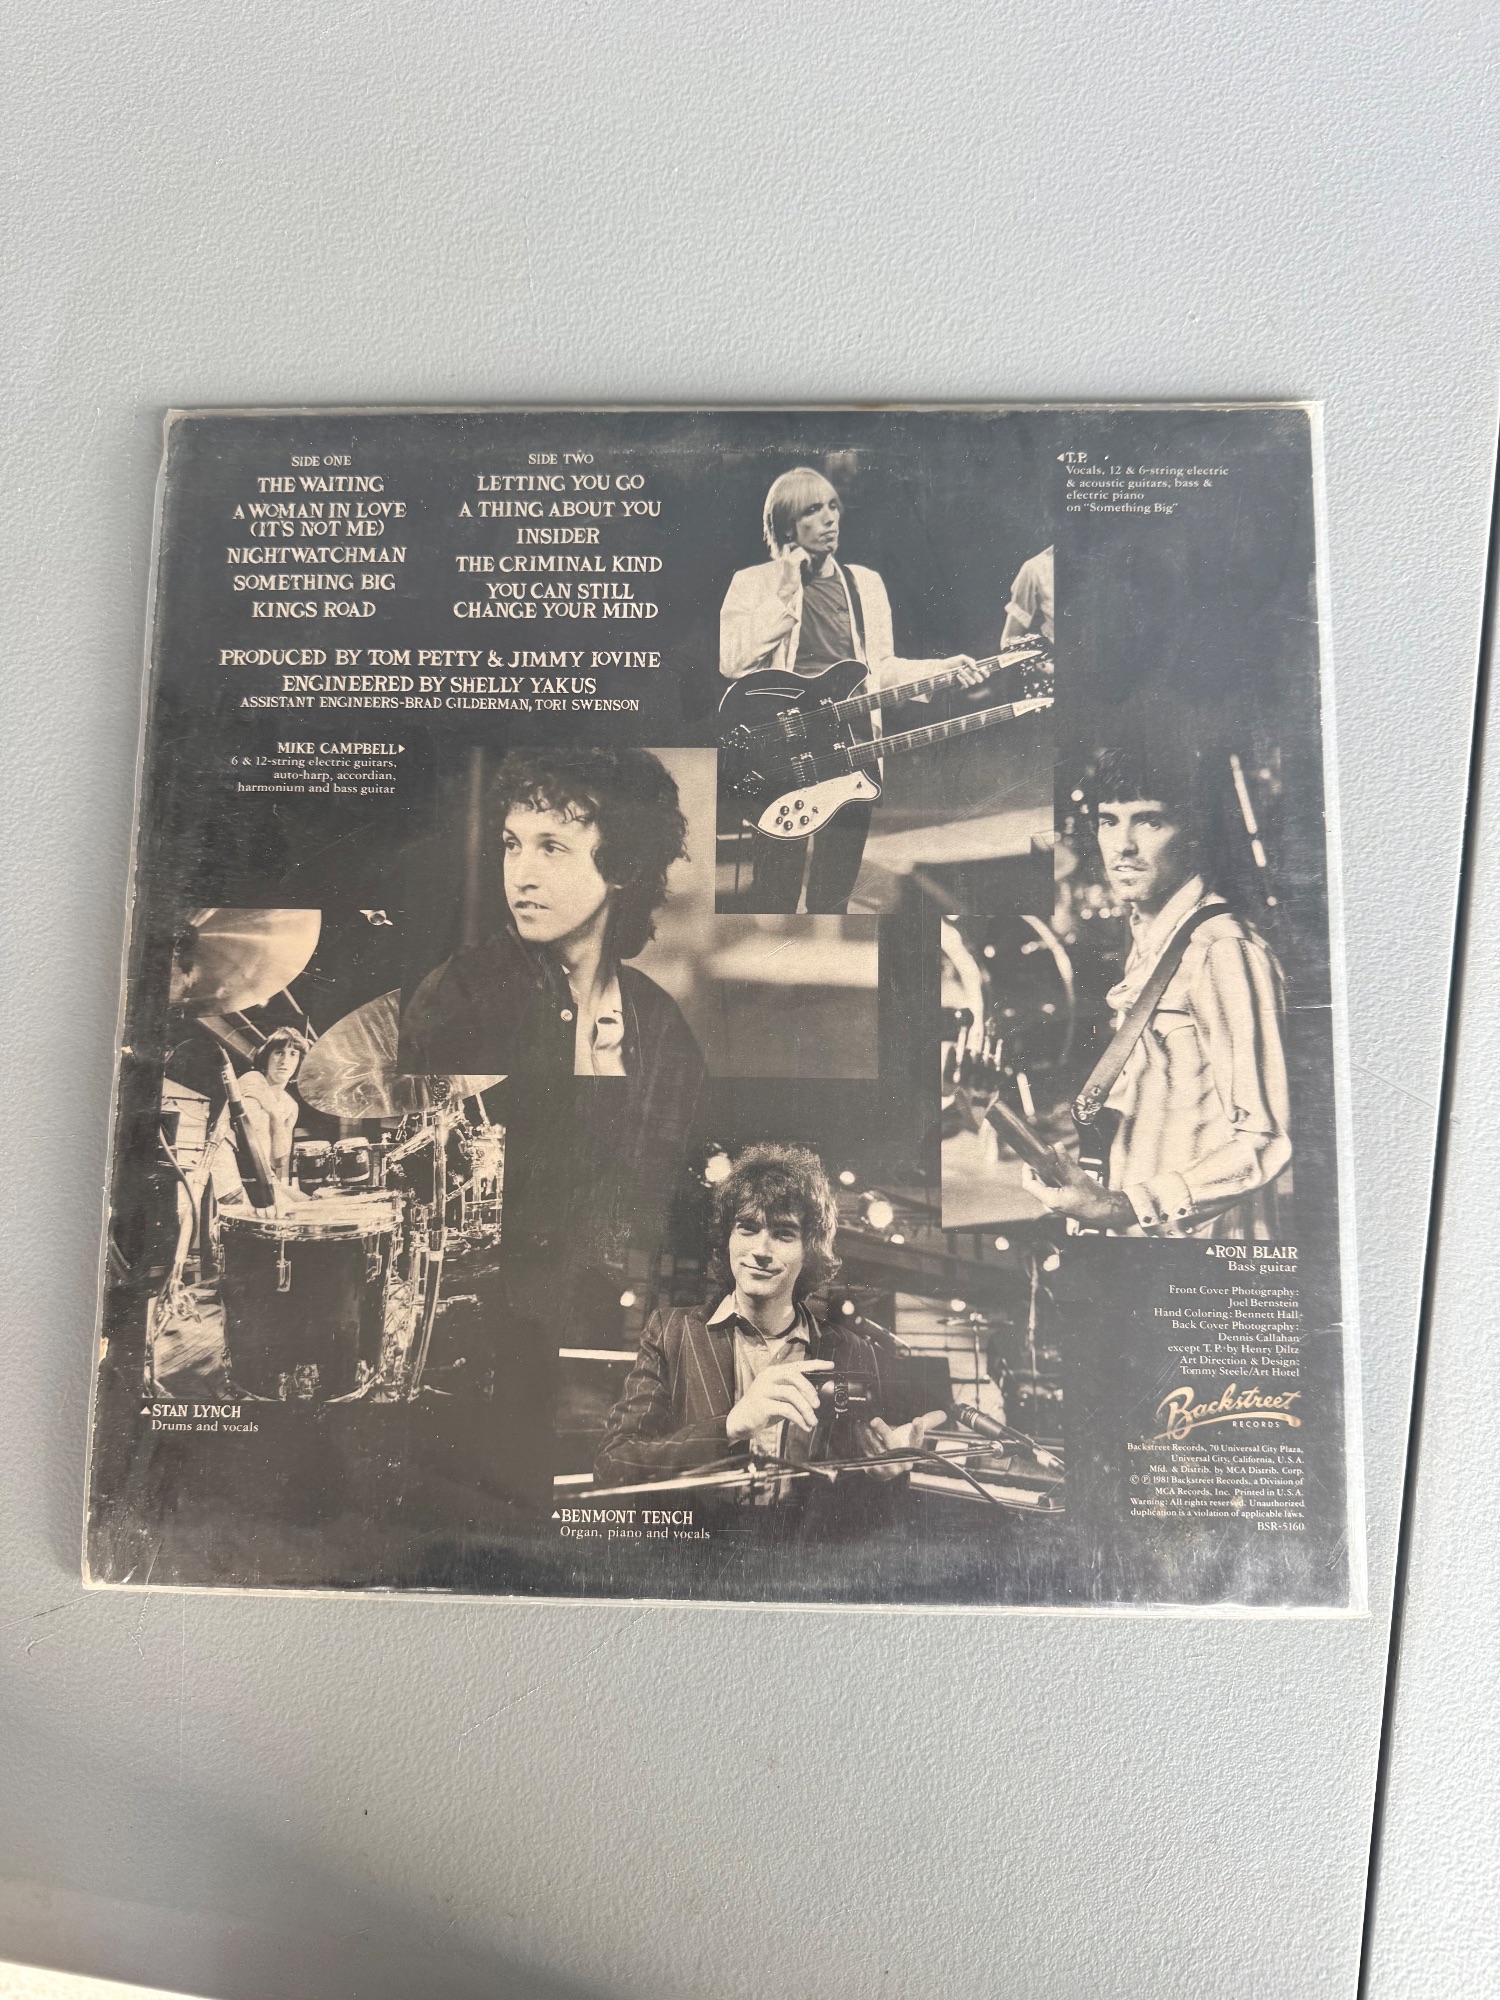 SIDE ONE
THE WAITING
A WOMAN IN LOVE
(IT'S NOT ME)
NIGHTWATCHMAN
SOMETHING BIG
KINGS ROAD
SIDE TWO
LETTING YOU GO
A THING ABOUT YOU
INSIDER
THE CRIMINAL KIND
YOU CAN STILL
CHANGE YOUR MIND
PRODUCED BY TOM PETTY & JIMMY IOVINE
ENGINEERED BY SHELLY YAKUS
ASSISTANT ENGINEERS-BRAD GILDERMAN, TORI SWENSON
T.P.
Vocals, 12 & 6-string electric
& acoustic guitars, bass &
electric piano
on "Something Big"
MIKE CAMPBELL
6 & 12-string electric guitars,
auto-harp, accordian,
harmonium and bass guitar
STAN LYNCH
Drums and vocals
BENMONT TENCH
Organ, piano and vocals
RON BLAIR
Bass guitar
Front Cover Photography:
Joel Bernstein
Hand Coloring: Bennett Hall
Back Cover Photography:
Dennis Callahan
except T.P. by Henry Diltz
Art Direction & Design:
Tommy Steele/Art Hotel
Backstreet
RECORDS
Backstreet Records, 70 Universal City Plaza,
Universal City, California, U.S.A.
Mfd. & Distrib. by MCA Distrib. Corp.
© ℗ 1981 Backstreet Records, a Division of
MCA Records, Inc. Printed in U.S.A.
Warning: All rights reserved. Unauthorized
duplication is a violation of applicable laws.
BSR-5160